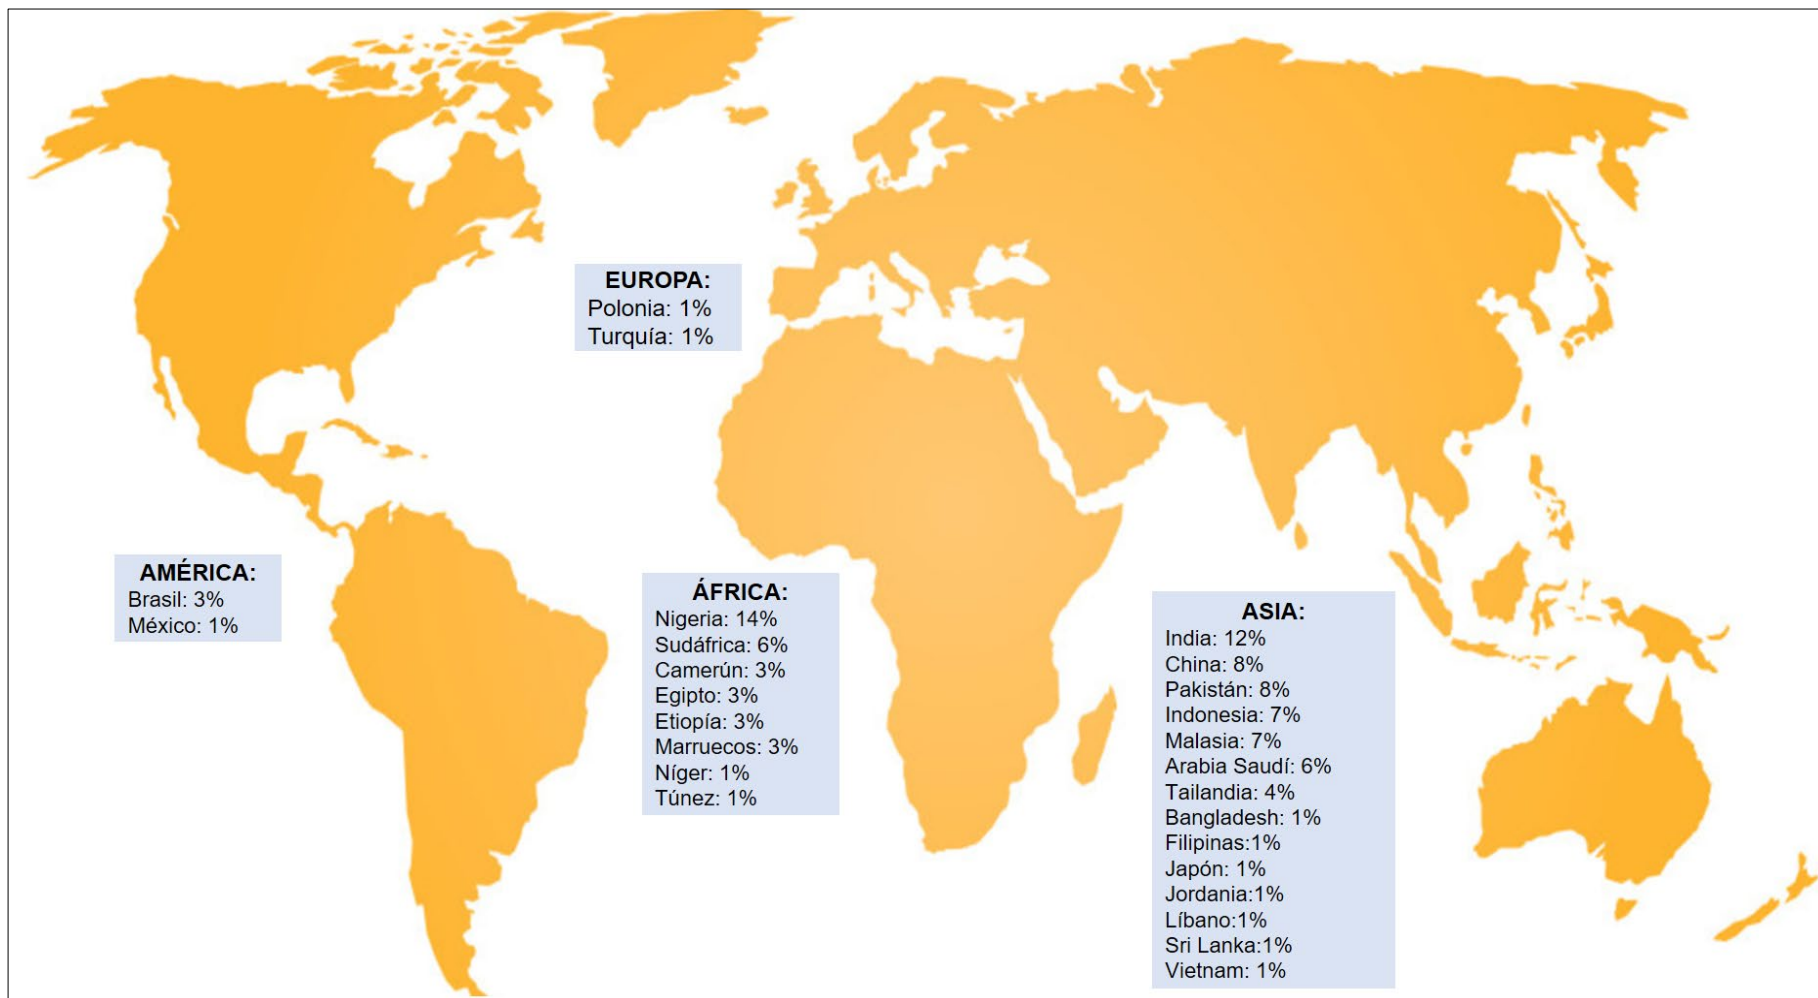 EUROPA:
Polonia: 1%
Turquía: 1%
AMÉRICA:
Brasil: 3%
México: 1%
ÁFRICA:
Nigeria: 14%
Sudáfrica: 6%
Camerún: 3%
Egipto: 3%
Etiopía: 3%
Marruecos: 3%
Níger: 1%
Túnez: 1%
ASIA:
India: 12%
China: 8%
Pakistán: 8%
Indonesia: 7%
Malasia: 7%
Arabia Saudí: 6%
Tailandia: 4%
Bangladesh: 1%
Filipinas:1%
Japón: 1%
Jordania:1%
Líbano:1%
Sri Lanka:1%
Vietnam: 1%